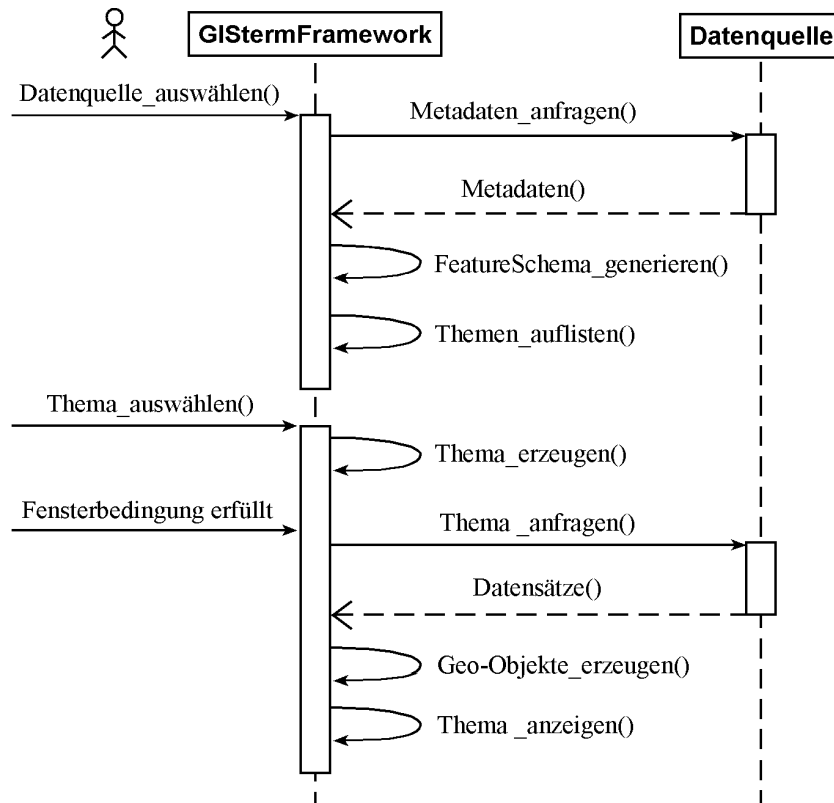 GIStermFramework
Datenquelle
Datenquelle_auswählen()
Metadaten_anfragen()
Metadaten()
FeatureSchema_generieren()
Themen_auflisten()
Thema_auswählen()
Thema_erzeugen()
Fensterbedingung erfüllt
Thema _anfragen()
Datensätze()
Geo-Objekte_erzeugen()
Thema _anzeigen()